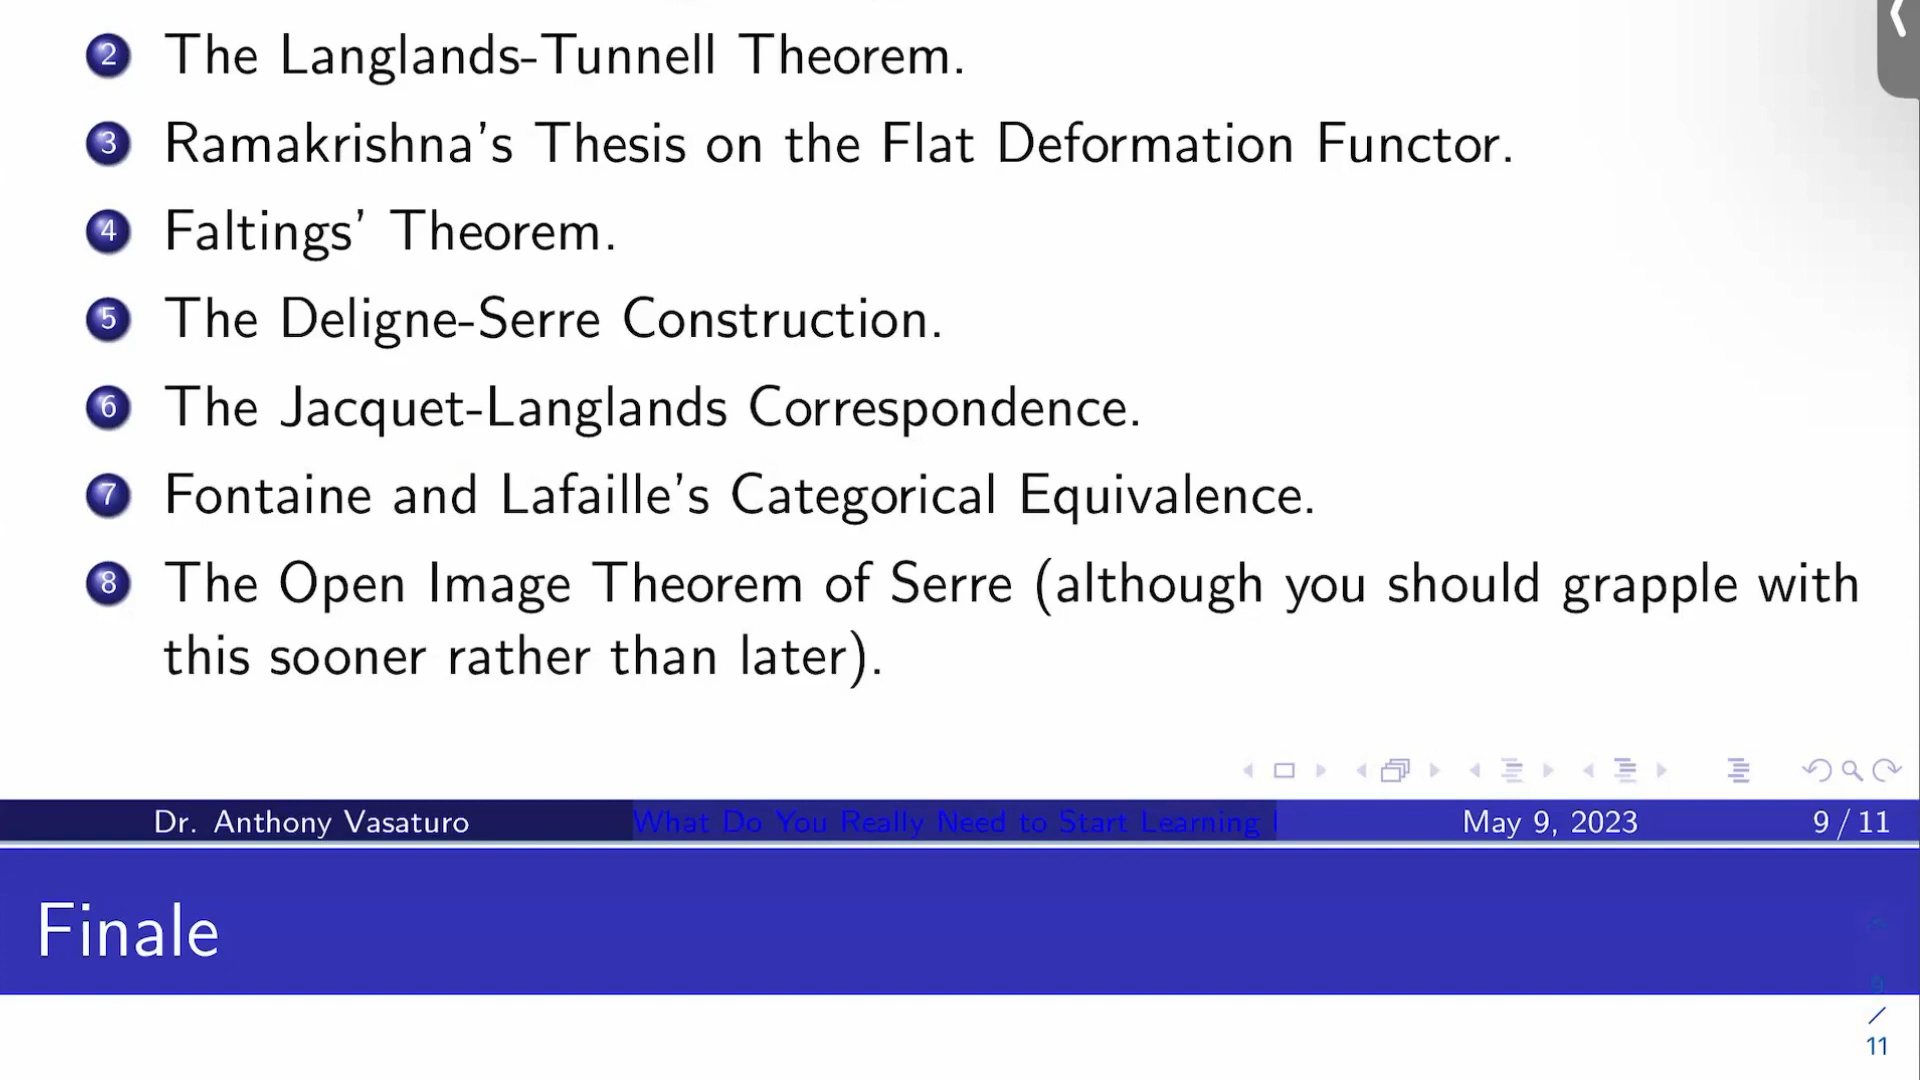 2 The Langlands-Tunnell Theorem.
3 Ramakrishna's Thesis on the Flat Deformation Functor.
4 Faltings' Theorem.
5 The Deligne-Serre Construction.
6 The Jacquet-Langlands Correspondence.
7 Fontaine and Lafaille's Categorical Equivalence.
8 The Open Image Theorem of Serre (although you should grapple with
this sooner rather than later).
Dr. Anthony Vasaturo What Do You Really Need to Start Learning May 9, 2023 9 / 11
Finale
9
/
11